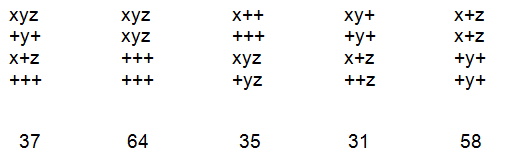 xyz xyz x++ xy+ x+z
+y+ xyz +++ +y+ x+z
x+z +++ xyz x+z +y+
+++ +++ +yz ++z +y+
37 64 35 31 58